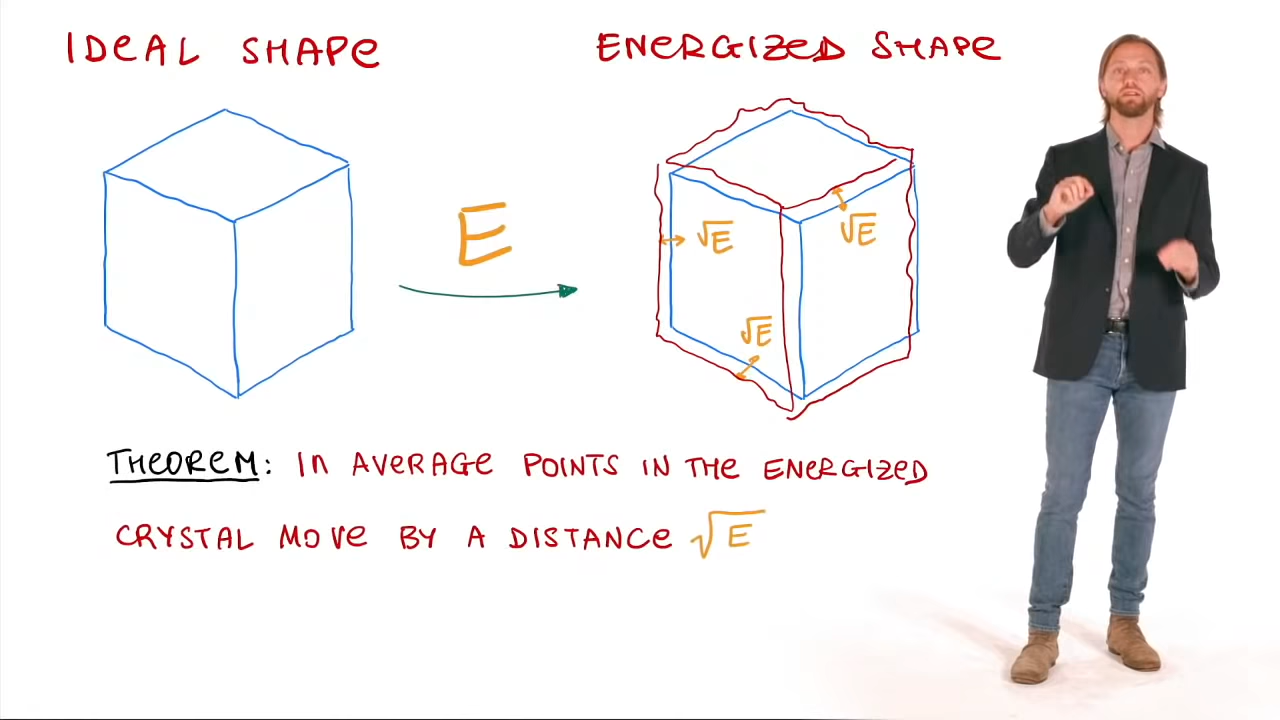 IDEAL SHAPE
ENERGIZED SHAPE
E
√E
√E
√E
THEOREM: IN AVERAGE POINTS IN THE ENERGIZED
CRYSTAL MOVE BY A DISTANCE √E